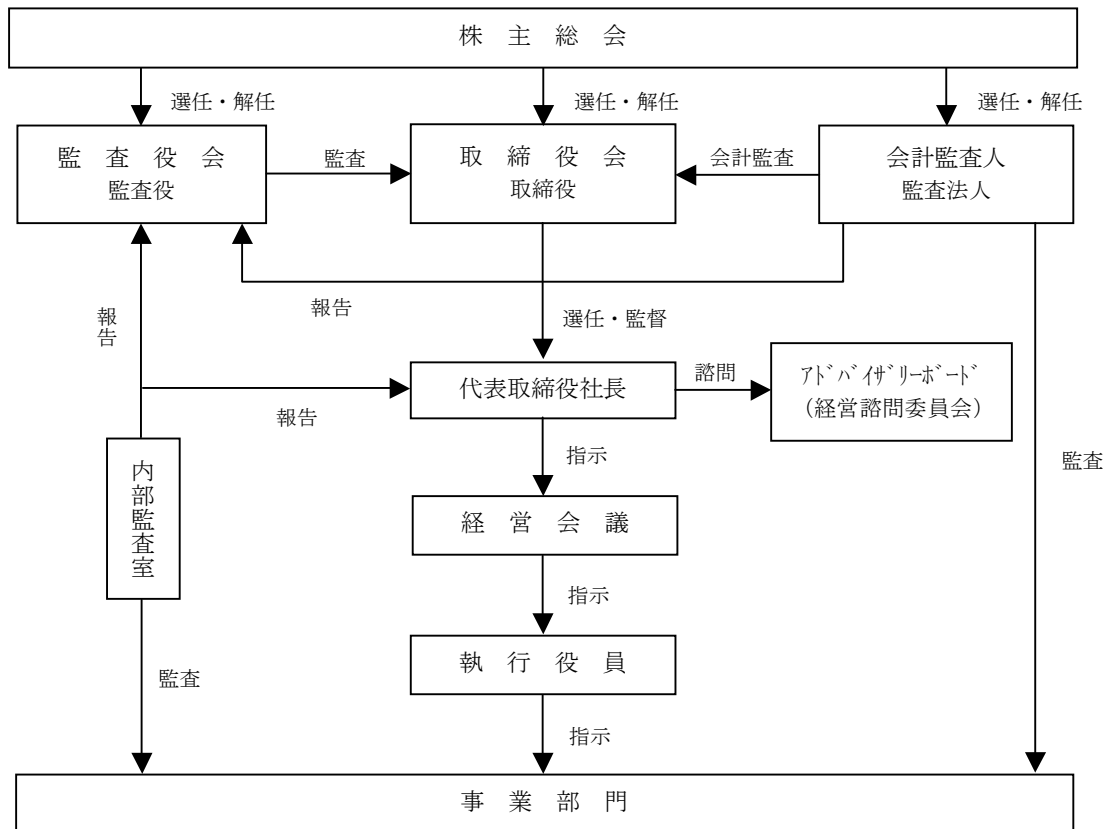 株主総会
選任・解任
選任・解任
選任・解任
監査役会
監査役
監査
取締役会
取締役
会計監査
会計監査人
監査法人
報告
報告
選任・監督
代表取締役社長
諮問
アドバイザリーボード
(経営諮問委員会)
報告
指示
監査
内部監査室
経営会議
指示
執行役員
監査
指示
事業部門